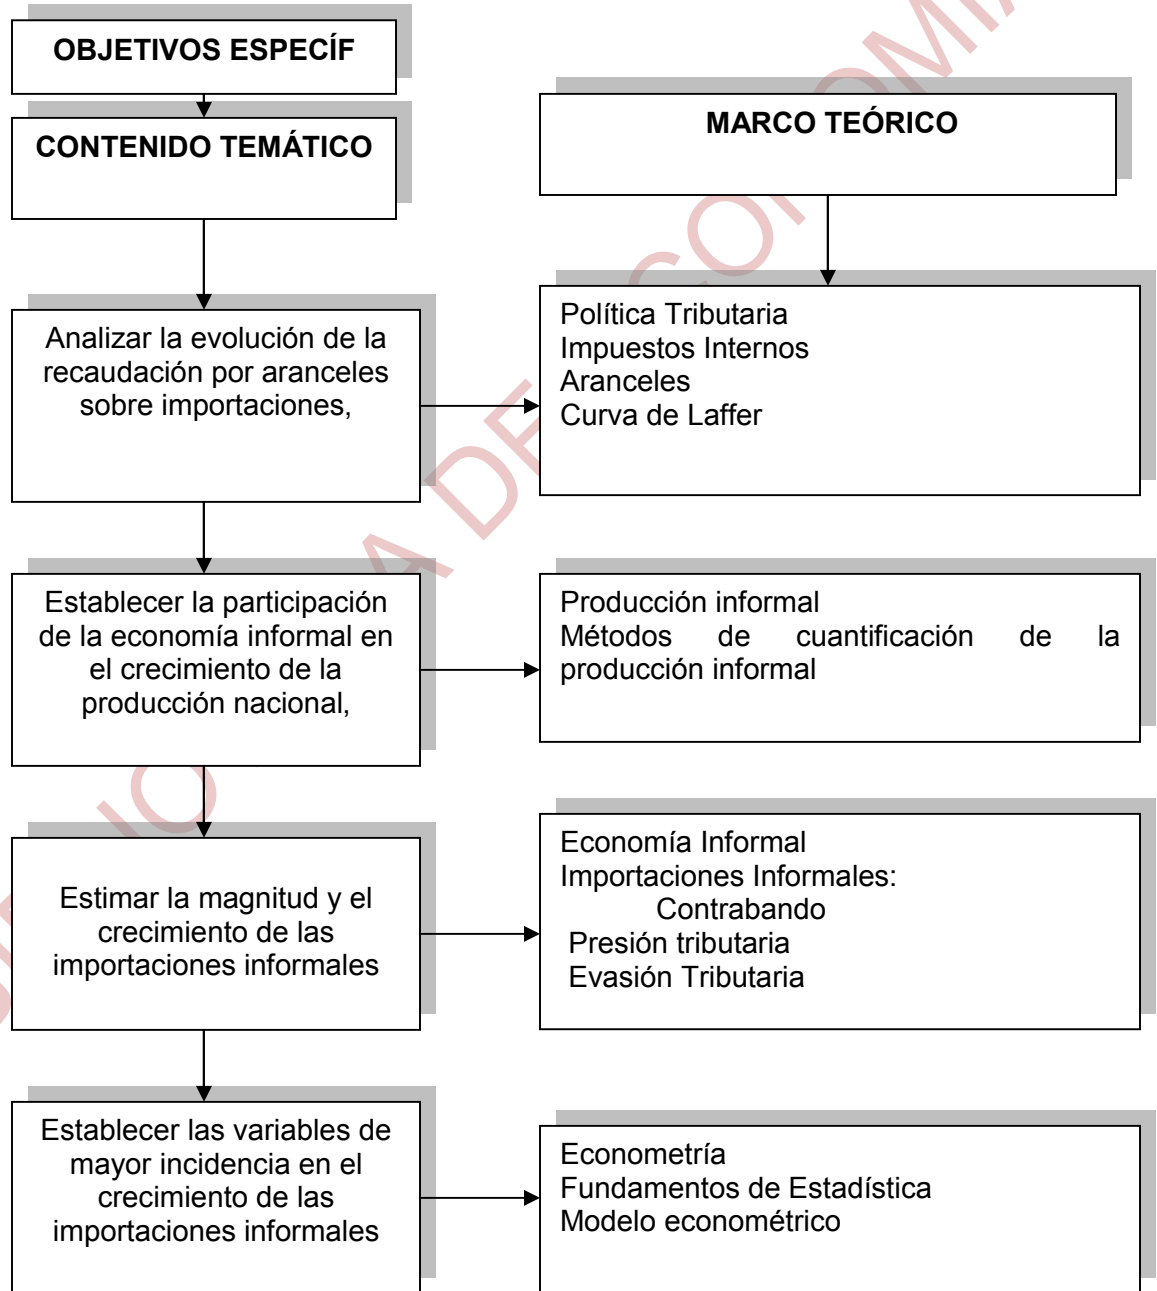 OBJETIVOS ESPECÍF
CONTENIDO TEMÁTICO
MARCO TEÓRICO
Analizar la evolución de la
recaudación por aranceles
sobre importaciones,
Política Tributaria
Impuestos Internos
Aranceles
Curva de Laffer
Establecer la participación
de la economía informal en
el crecimiento de la
producción nacional,
Producción informal
Métodos de cuantificación de la
producción informal
Estimar la magnitud y el
crecimiento de las
importaciones informales
Economía Informal
Importaciones Informales:
Contrabando
Presión tributaria
Evasión Tributaria
Establecer las variables de
mayor incidencia en el
crecimiento de las
importaciones informales
Econometría
Fundamentos de Estadística
Modelo econométrico